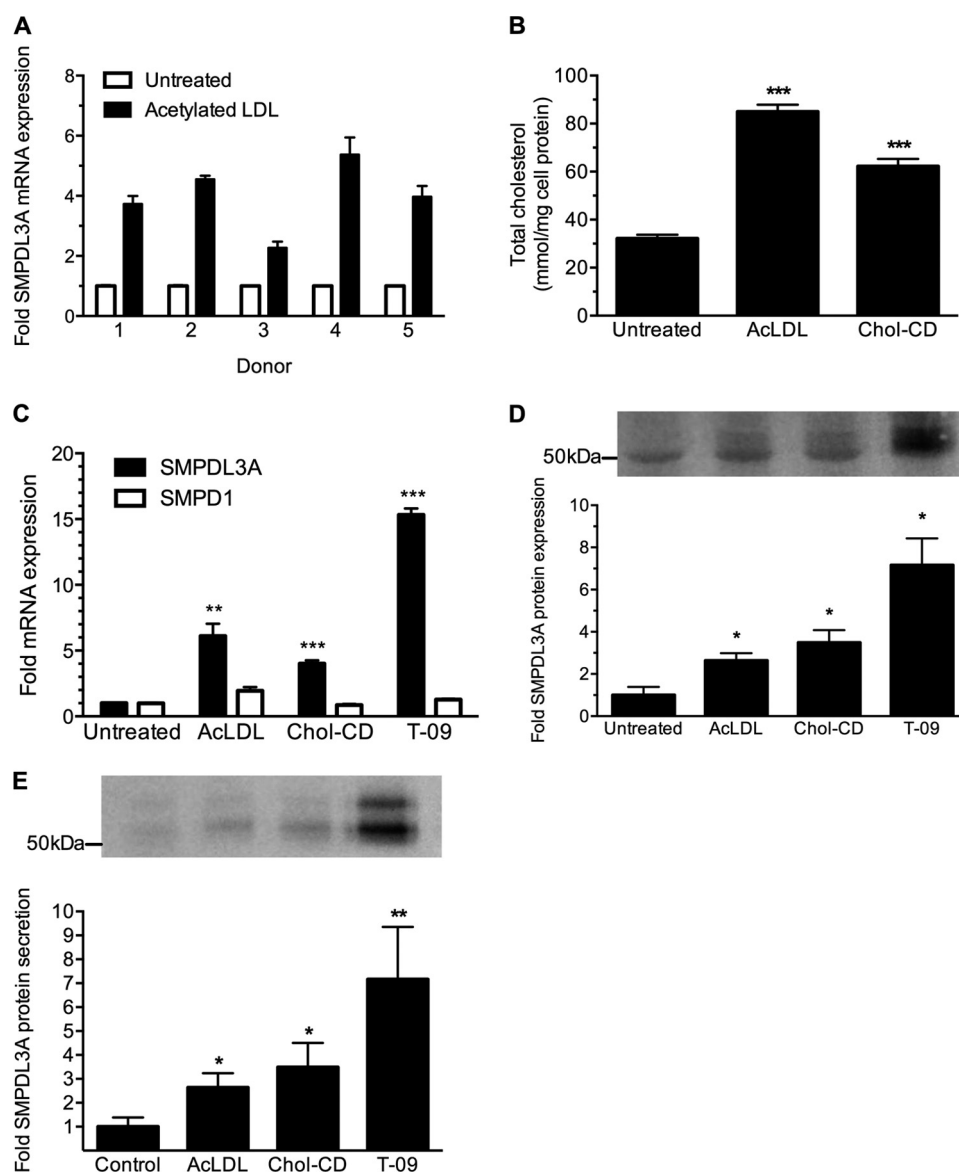 A
Fold SMPDL3A mRNA expression
8
6
4
2
0
Untreated
Acetylated LDL
1 2 3 4 5
Donor
B
Total cholesterol
(mmol/mg cell protein)
100
80
60
40
20
0
***
***
Untreated AcLDL Chol-CD
C
Fold mRNA expression
20
15
10
5
0
SMPDL3A
SMPD1
**
***
***
Untreated AcLDL Chol-CD T-09
D
50kDa
Fold SMPDL3A protein expression
10
8
6
4
2
0
*
*
*
Untreated AcLDL Chol-CD T-09
E
50kDa
Fold SMPDL3A protein secretion
10
9
8
7
6
5
4
3
2
1
*
*
**
Control AcLDL Chol-CD T-09